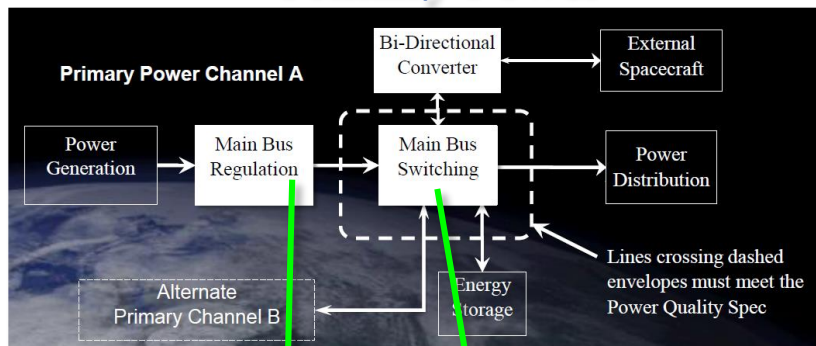 Bi-Directional
Converter
External
Spacecraft
Primary Power Channel A
Power
Generation
Main Bus
Regulation
Main Bus
Switching
Power
Distribution
Lines crossing dashed
envelopes must meet the
Power Quality Spec
Alternate
Primary Channel B
Energy
Storage